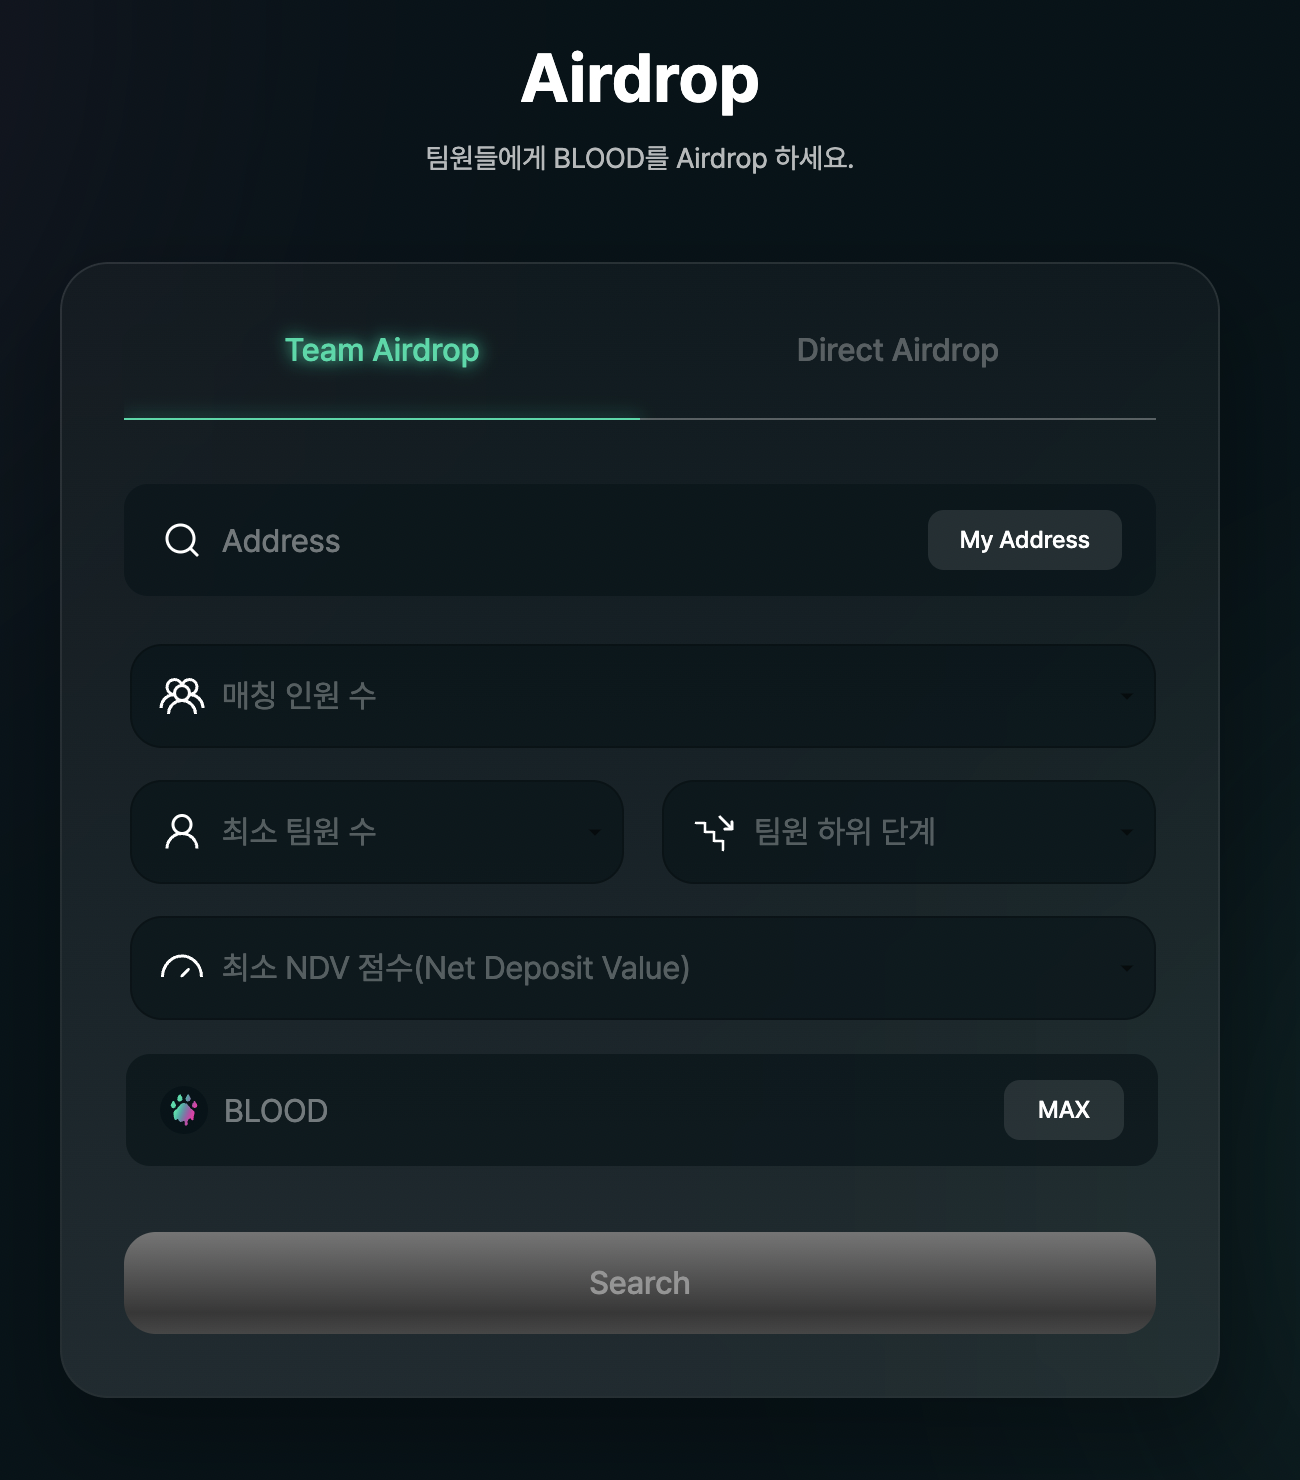 Airdrop
팀원들에게 BLOOD를 Airdrop 하세요.
Team Airdrop
Direct Airdrop
Address
My Address
매칭 인원 수
최소 팀원 수
팀원 하위 단계
최소 NDV 점수(Net Deposit Value)
BLOOD
MAX
Search